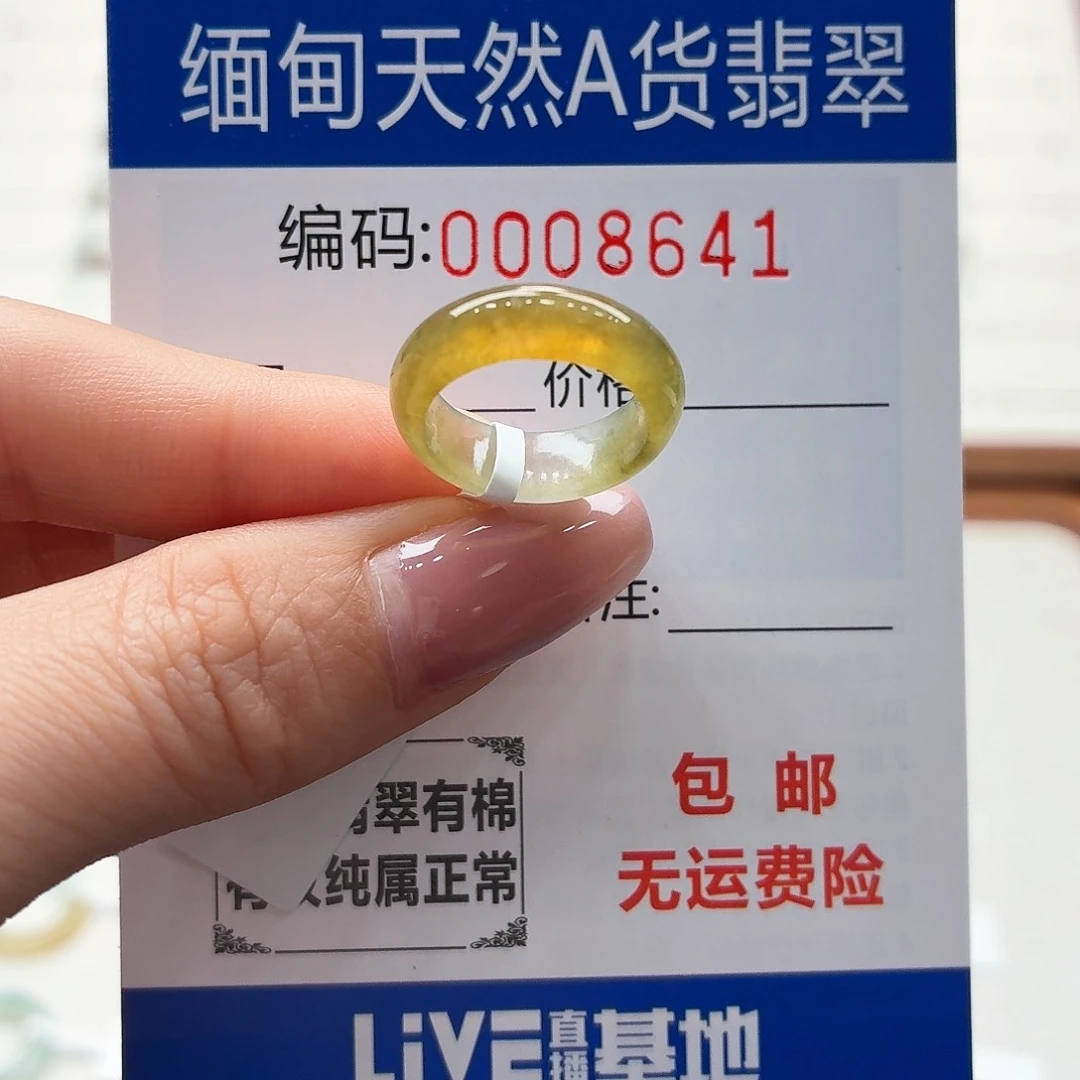 缅甸天然A货翡翠
编码:0008641
价格
注:
翠有棉
纯属正常
包邮
无运费险
LiVE直播基地